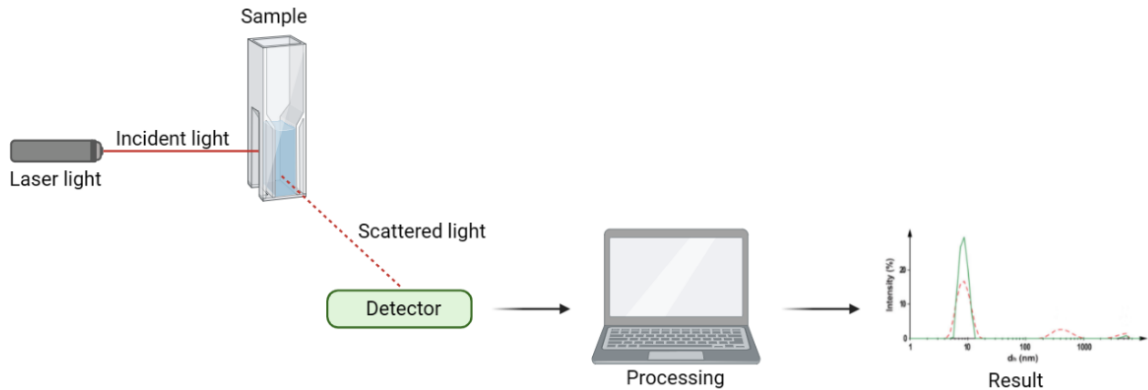 Sample
Incident light
Laser light
Scattered light
Detector
Processing
Intensity (%)
20
10
0
1
10
100
1000
dₕ (nm)
Result